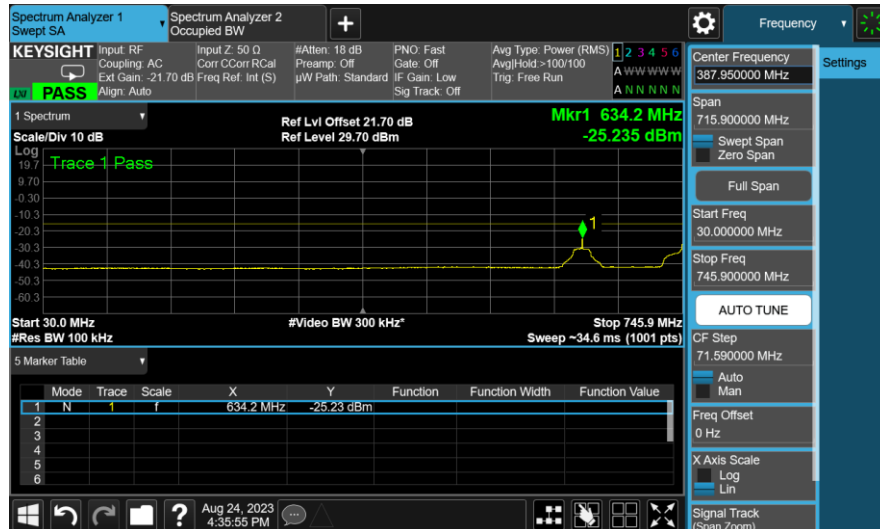 Spectrum Analyzer 1
Swept SA
Spectrum Analyzer 2
Occupied BW
+
Frequency
KEYSIGHT
Input: RF
Coupling: AC
Ext Gain: -21.70 dB
Align: Auto
Input Z: 50 Ω
Corr CCorr RCal
Freq Ref: Int (S)
#Atten: 18 dB
Preamp: Off
µW Path: Standard
PNO: Fast
Gate: Off
IF Gain: Low
Sig Track: Off
Avg Type: Power (RMS)
Avg|Hold:>100/100
Trig: Free Run
1 2 3 4 5 6
A W W W W W
A N N N N N
LXI
PASS
1 Spectrum
Scale/Div 10 dB
Ref Lvl Offset 21.70 dB
Ref Level 29.70 dBm
Mkr1 634.2 MHz
-25.235 dBm
Log
Trace 1 Pass
19.7
9.70
-0.30
-10.3
-20.3
-30.3
-40.3
-50.3
-60.3
1
Start 30.0 MHz
#Res BW 100 kHz
#Video BW 300 kHz*
Stop 745.9 MHz
Sweep ~34.6 ms (1001 pts)
5 Marker Table
Mode Trace Scale X Y Function Function Width Function Value
1 N 1 f 634.2 MHz -25.23 dBm
2
3
4
5
6
Aug 24, 2023
4:35:55 PM
?
Center Frequency
387.950000 MHz
Settings
Span
715.900000 MHz
Swept Span
Zero Span
Full Span
Start Freq
30.000000 MHz
Stop Freq
745.900000 MHz
AUTO TUNE
CF Step
71.590000 MHz
Auto
Man
Freq Offset
0 Hz
X Axis Scale
Log
Lin
Signal Track
(Span Zoom)